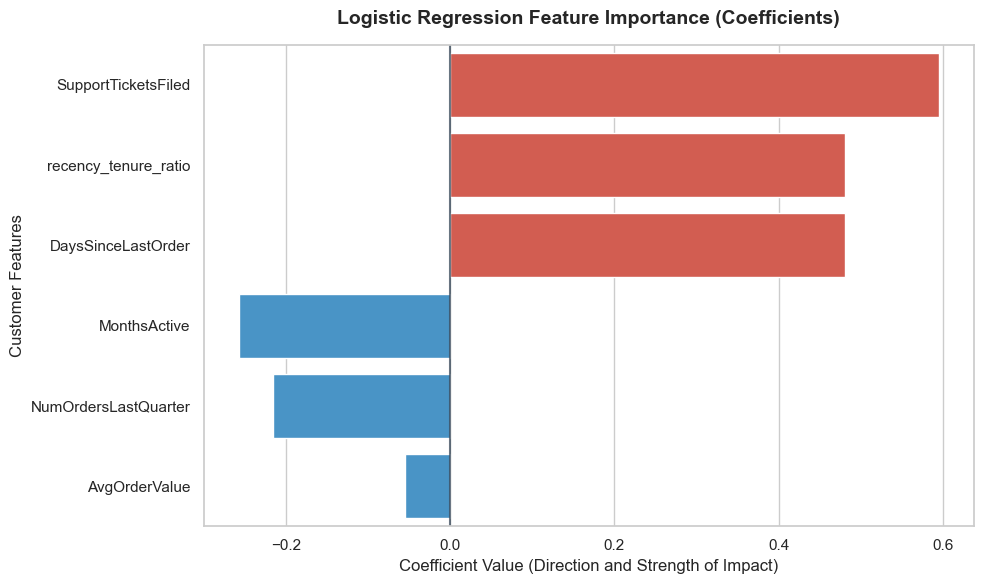 Logistic Regression Feature Importance (Coefficients)
SupportTicketsFiled
recency_tenure_ratio
DaysSinceLastOrder
MonthsActive
NumOrdersLastQuarter
AvgOrderValue
Customer Features
−0.2 0.0 0.2 0.4 0.6
Coefficient Value (Direction and Strength of Impact)